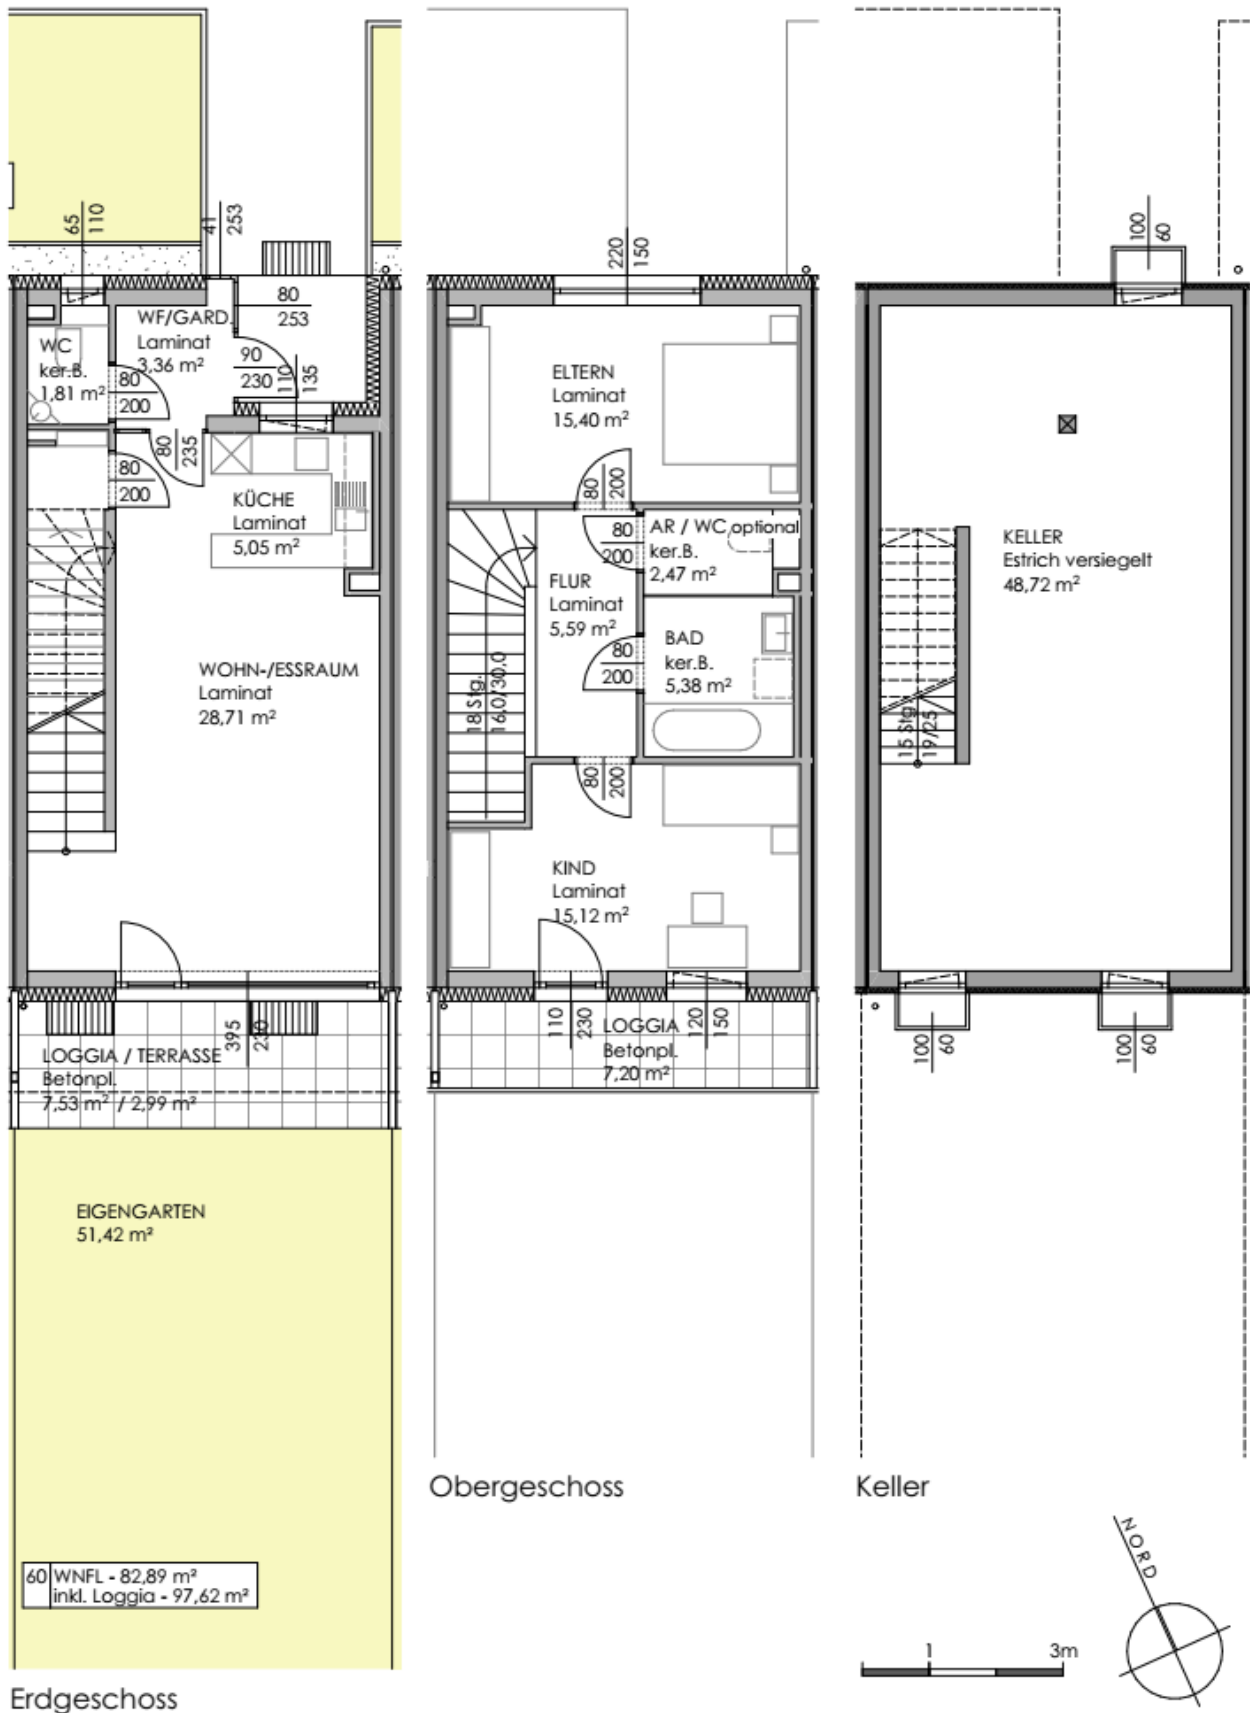 65
110
41
253
WC
ker.B.
1,81 m²
WF/GARD.
Laminat
3,36 m²
80
253
90
230
110
135
80
200
80
235
80
200
KÜCHE
Laminat
5,05 m²
WOHN-/ESSRAUM
Laminat
28,71 m²
395
230
LOGGIA / TERRASSE
Betonpl.
7,53 m² / 2,99 m²
EIGENGARTEN
51,42 m²
60 WNFL - 82,89 m²
inkl. Loggia - 97,62 m²
Erdgeschoss
220
150
ELTERN
Laminat
15,40 m²
80
200
80
200
AR / WC optional
ker.B.
2,47 m²
FLUR
Laminat
5,59 m²
80
200
BAD
ker.B.
5,38 m²
18 Stg.
16,0/30,0
80
200
KIND
Laminat
15,12 m²
110
230
LOGGIA
Betonpl.
7,20 m²
120
150
Obergeschoss
100
60
KELLER
Estrich versiegelt
48,72 m²
15 Stg.
19/25
100
60
100
60
Keller
NORD
1
3m